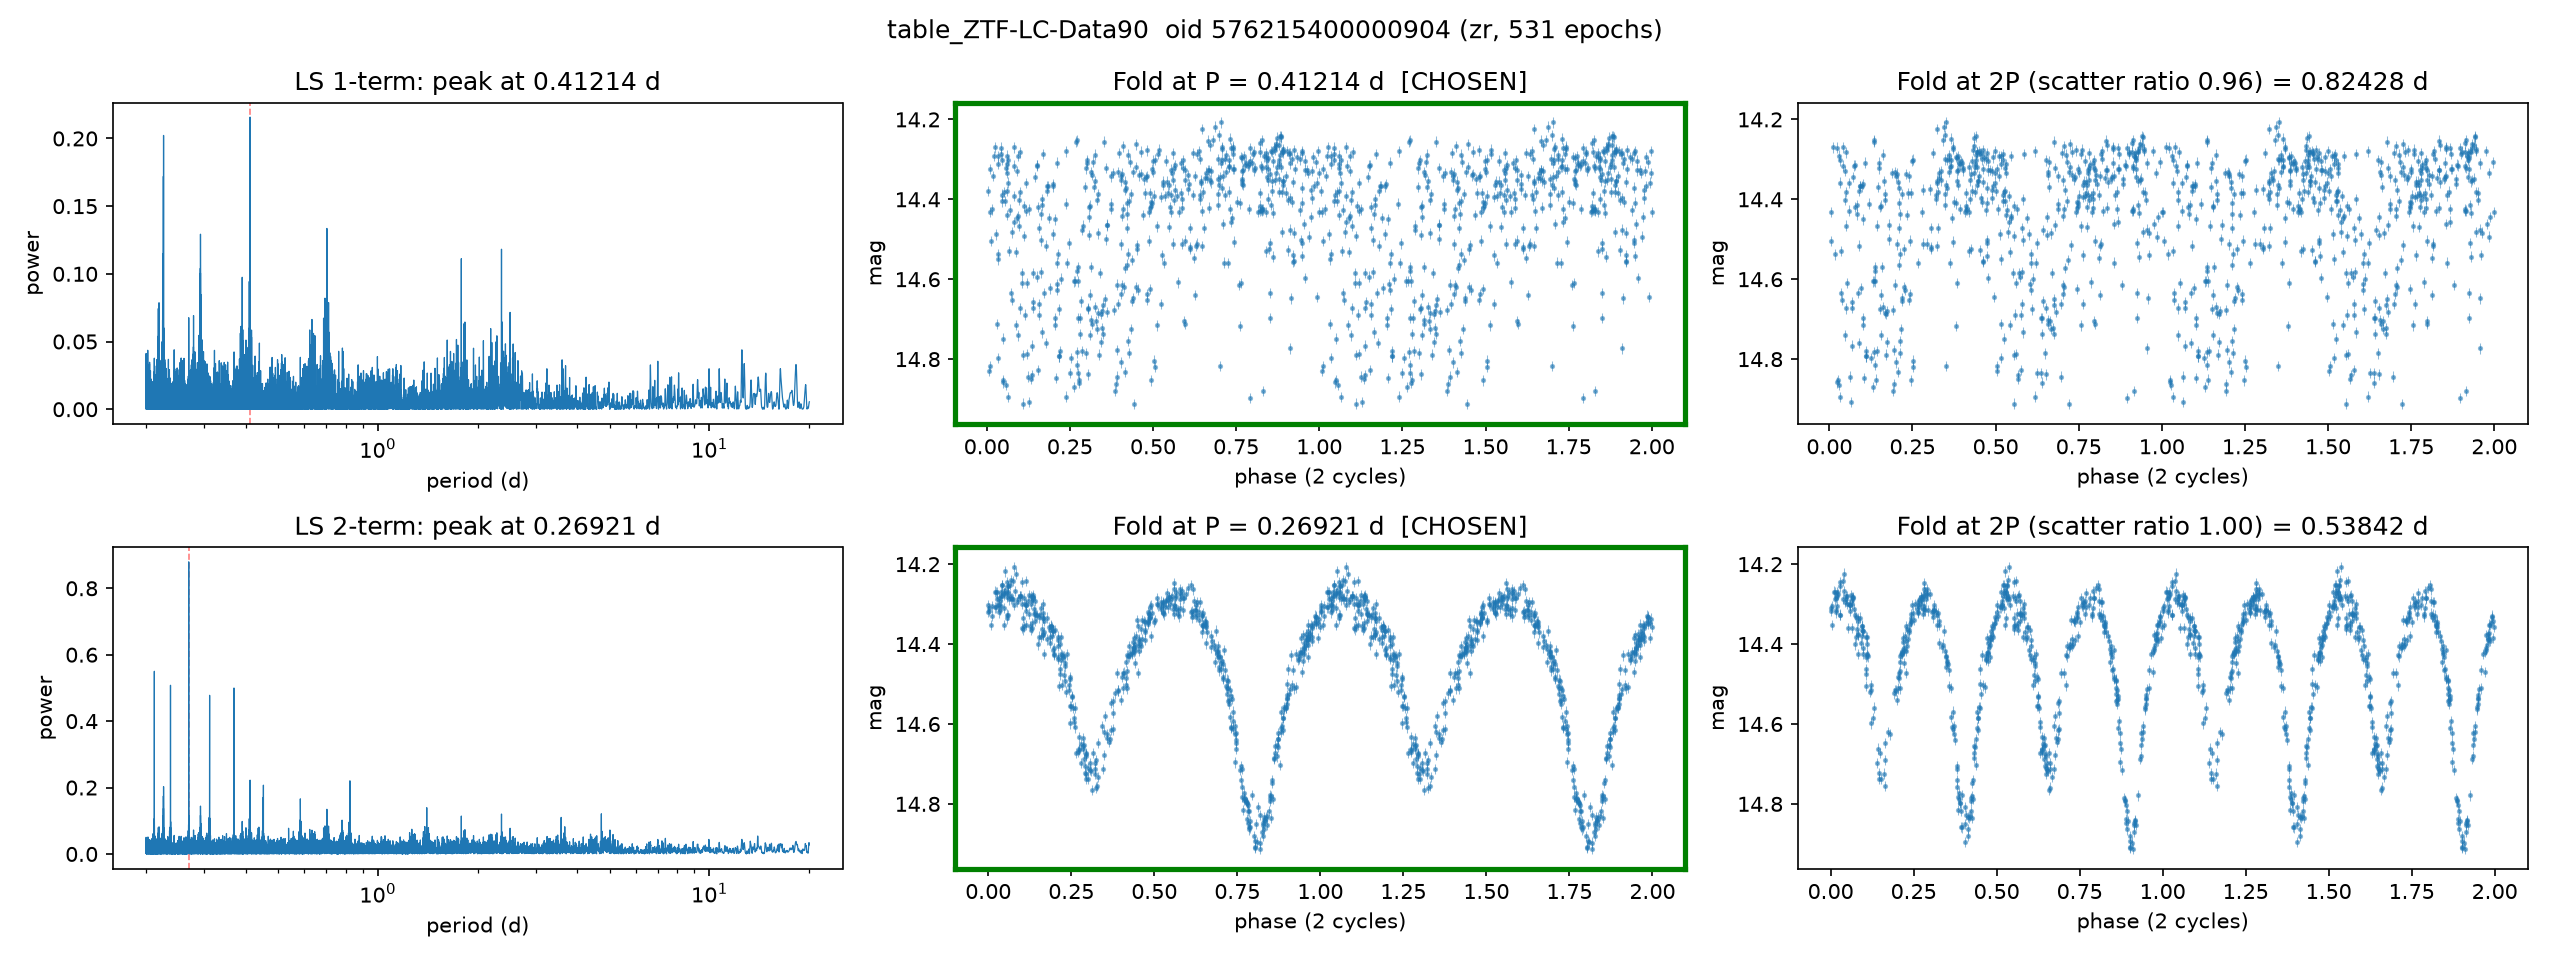 table_ZTF-LC-Data90  oid 576215400000904 (zr, 531 epochs)
LS 1-term: peak at 0.41214 d
power
0.20
0.15
0.10
0.05
0.00
10⁰
10¹
period (d)
Fold at P = 0.41214 d  [CHOSEN]
mag
14.2
14.4
14.6
14.8
0.00 0.25 0.50 0.75 1.00 1.25 1.50 1.75 2.00
phase (2 cycles)
Fold at 2P (scatter ratio 0.96) = 0.82428 d
mag
14.2
14.4
14.6
14.8
0.00 0.25 0.50 0.75 1.00 1.25 1.50 1.75 2.00
phase (2 cycles)
LS 2-term: peak at 0.26921 d
power
0.8
0.6
0.4
0.2
0.0
10⁰
10¹
period (d)
Fold at P = 0.26921 d  [CHOSEN]
mag
14.2
14.4
14.6
14.8
0.00 0.25 0.50 0.75 1.00 1.25 1.50 1.75 2.00
phase (2 cycles)
Fold at 2P (scatter ratio 1.00) = 0.53842 d
mag
14.2
14.4
14.6
14.8
0.00 0.25 0.50 0.75 1.00 1.25 1.50 1.75 2.00
phase (2 cycles)